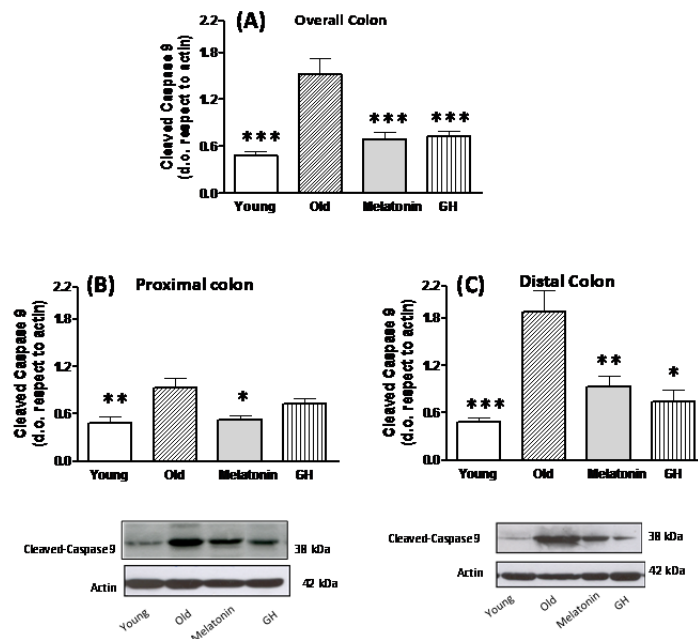 (A) Overall Colon
Cleaved Caspase 9
(d.o. respect to actin)
2.2
1.8
1.2
0.6
0.0
***
***
***
Young Old Melatonin GH
(B) Proximal colon
Cleaved Caspase 9
(d.o. respect to actin)
2.2
1.8
1.2
0.6
0.0
**
*
Young Old Melatonin GH
(C) Distal Colon
Cleaved Caspase 9
(d.o. respect to actin)
2.2
1.8
1.2
0.6
0.0
***
**
*
Young Old Melatonin GH
Cleaved-Caspase9 38 kDa
Actin 42 kDa
Young Old Melatonin GH
Cleaved-Caspase9 38 kDa
Actin 42 kDa
Young Old Melatonin GH